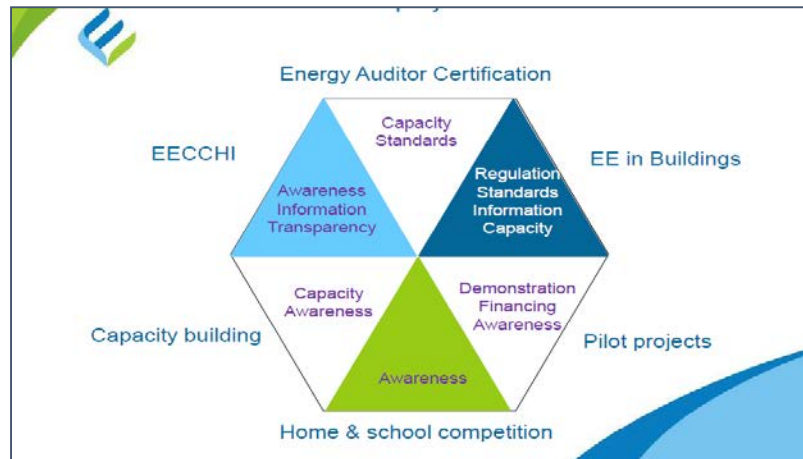 Energy Auditor Certification
Capacity
Standards
EECCHI
EE in Buildings
Awareness
Information
Transparency
Regulation
Standards
Information
Capacity
Capacity
Awareness
Demonstration
Financing
Awareness
Capacity building
Pilot projects
Awareness
Home & school competition